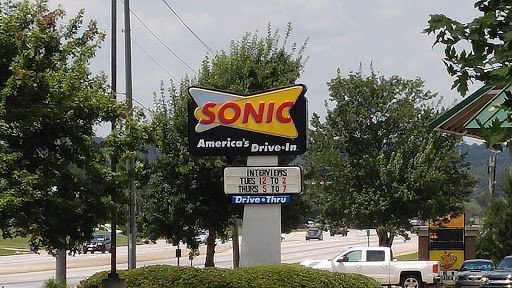 SONIC
America's Drive-In
INTERVIEWS
TUES 12 TO 2
THURS 5 TO 7
Drive-Thru